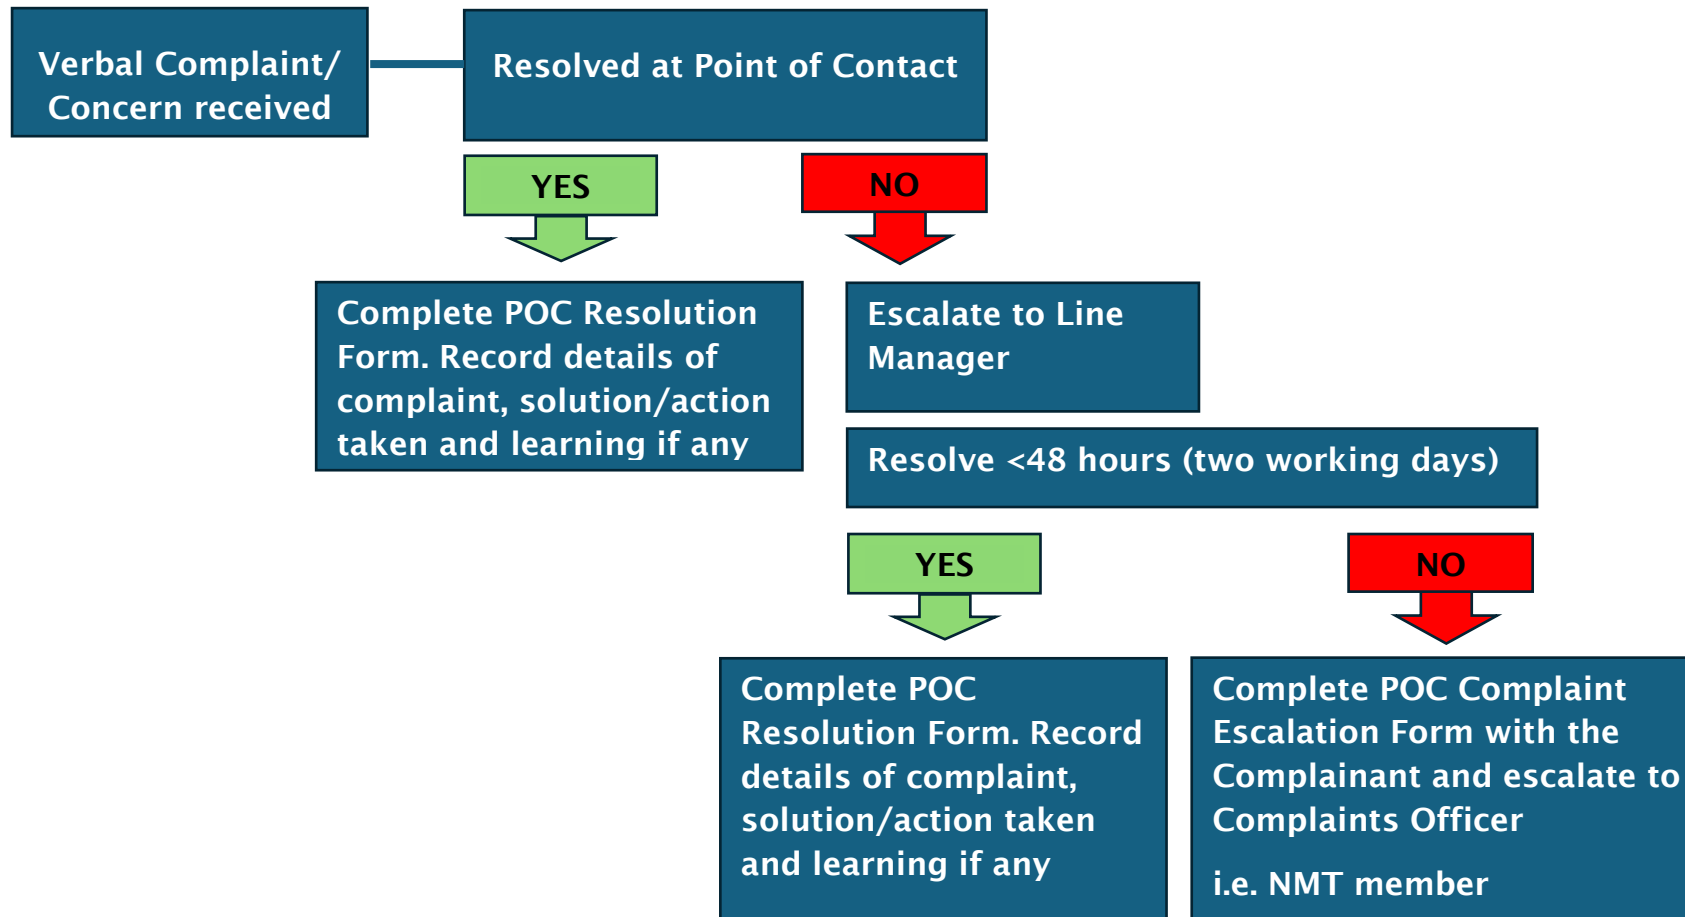 Verbal Complaint/
Concern received
Resolved at Point of Contact
YES
NO
Complete POC Resolution
Form. Record details of
complaint, solution/action
taken and learning if any
Escalate to Line
Manager
Resolve <48 hours (two working days)
YES
NO
Complete POC
Resolution Form. Record
details of complaint,
solution/action taken
and learning if any
Complete POC Complaint
Escalation Form with the
Complainant and escalate to
Complaints Officer
i.e. NMT member